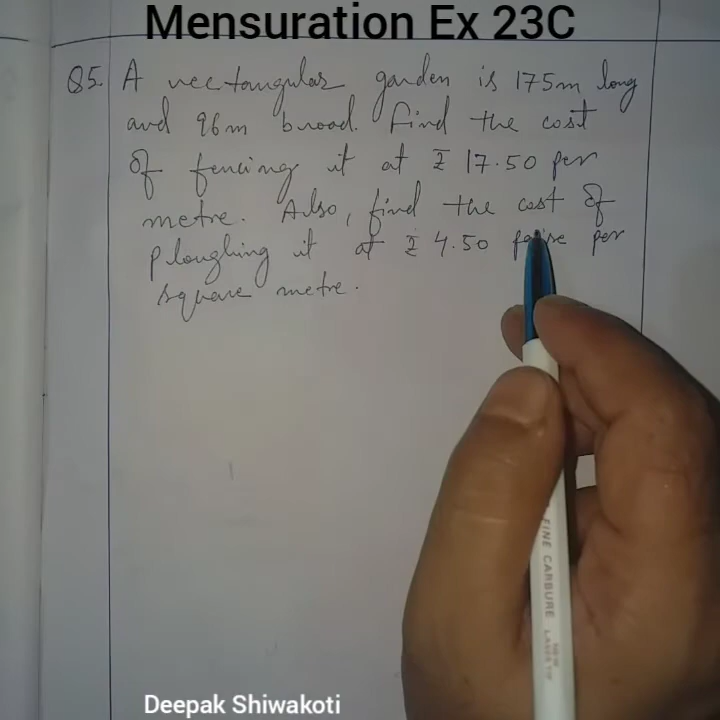 Mensuration Ex 23C
Q5. A rectangular garden is 175m long
and 96m broad. Find the cost
of fencing it at ₹ 17.50 per
metre. Also, find the cost of
ploughing it at ₹ 4.50 paise per
square metre.
FINE CARBURE
Deepak Shiwakoti